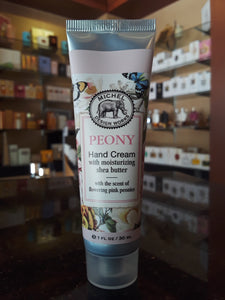 MICHEL
DESIGN WORKS
PEONY
Hand Cream
with moisturizing
shea butter
with the scent of
flowering pink peonies
℮ 1 FL OZ / 30 mL